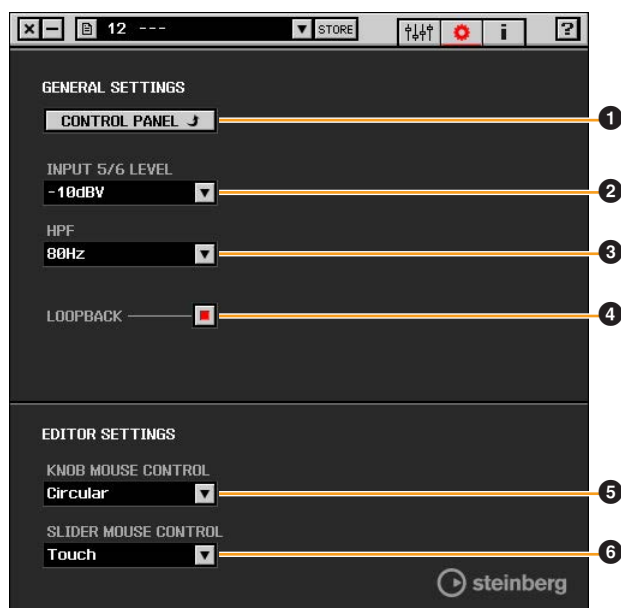 12 --- STORE i ?
GENERAL SETTINGS
CONTROL PANEL
1
INPUT 5/6 LEVEL
-10dBV
2
HPF
80Hz
3
LOOPBACK
4
EDITOR SETTINGS
KNOB MOUSE CONTROL
Circular
5
SLIDER MOUSE CONTROL
Touch
6
steinberg